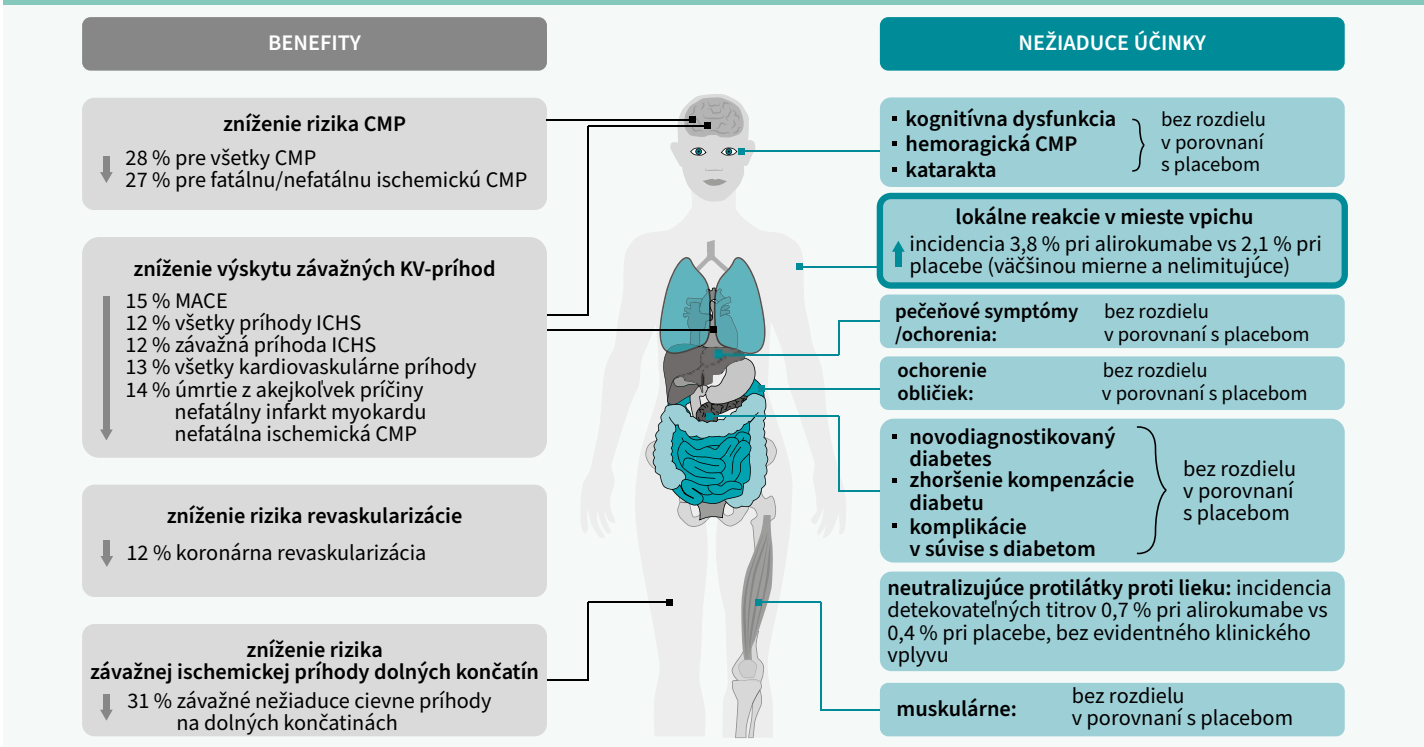 BENEFITY
zníženie rizika CMP
28 % pre všetky CMP
27 % pre fatálnu/nefatálnu ischemickú CMP
zníženie výskytu závažných KV-príhod
15 % MACE
12 % všetky príhody ICHS
12 % závažná príhoda ICHS
13 % všetky kardiovaskulárne príhody
14 % úmrtie z akejkoľvek príčiny
nefatálny infarkt myokardu
nefatálna ischemická CMP
zníženie rizika revaskularizácie
12 % koronárna revaskularizácia
zníženie rizika
závažnej ischemickej príhody dolných končatín
31 % závažné nežiaduce cievne príhody
na dolných končatinách
NEŽIADUCE ÚČINKY
▪ kognitívna dysfunkcia
▪ hemoragická CMP
▪ katarakta
bez rozdielu
v porovnaní
s placebom
lokálne reakcie v mieste vpichu
incidencia 3,8 % pri alirokumabe vs 2,1 % pri
placebe (väčšinou mierne a nelimitujúce)
pečeňové symptómy
/ochorenia:
bez rozdielu
v porovnaní s placebom
ochorenie
obličiek:
bez rozdielu
v porovnaní s placebom
▪ novodiagnostikovaný
diabetes
▪ zhoršenie kompenzácie
diabetu
▪ komplikácie
v súvise s diabetom
bez rozdielu
v porovnaní
s placebom
neutralizujúce protilátky proti lieku: incidencia
detekovateľných titrov 0,7 % pri alirokumabe vs
0,4 % pri placebe, bez evidentného klinického
vplyvu
muskulárne:
bez rozdielu
v porovnaní s placebom